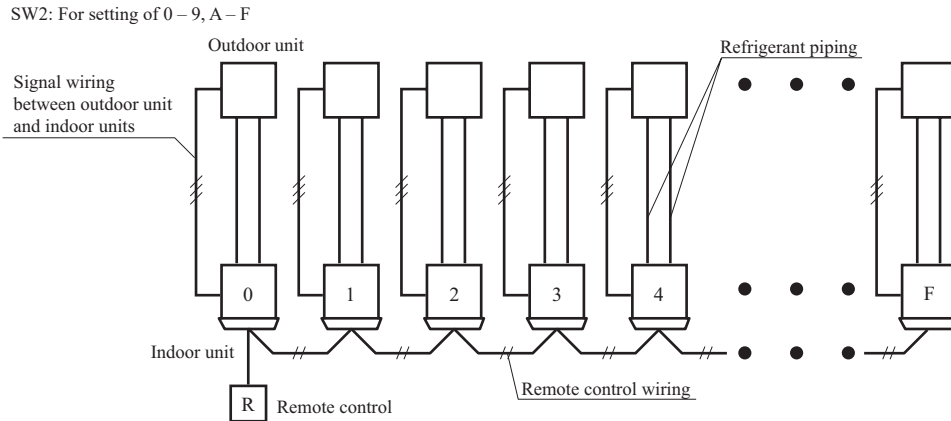 SW2: For setting of 0 – 9, A – F
Outdoor unit
Refrigerant piping
Signal wiring
between outdoor unit
and indoor units
0
1
2
3
4
F
Indoor unit
Remote control wiring
R
Remote control